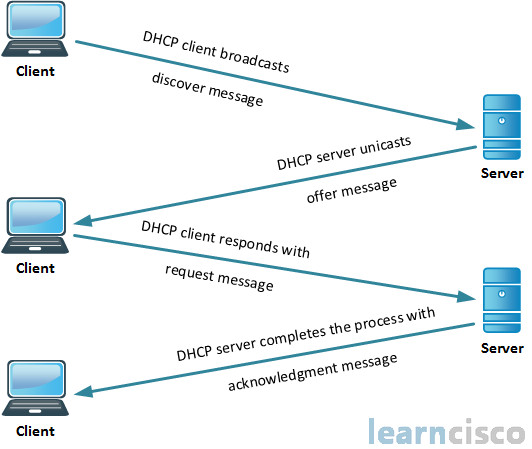 DHCP client broadcasts
discover message
Client
DHCP server unicasts
offer message
Server
DHCP client responds with
request message
Client
DHCP server completes the process with
acknowledgment message
Server
Client
learncisco